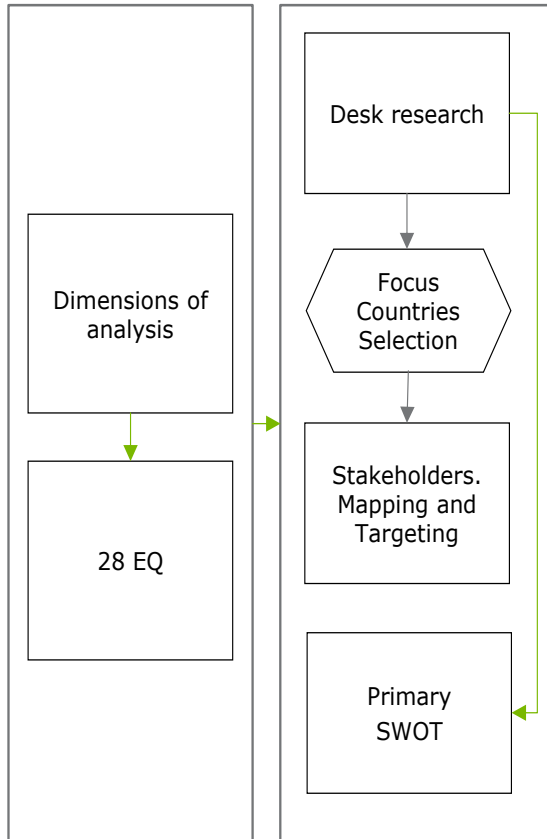 Dimensions of
analysis
28 EQ
Desk research
Focus
Countries
Selection
Stakeholders.
Mapping and
Targeting
Primary
SWOT